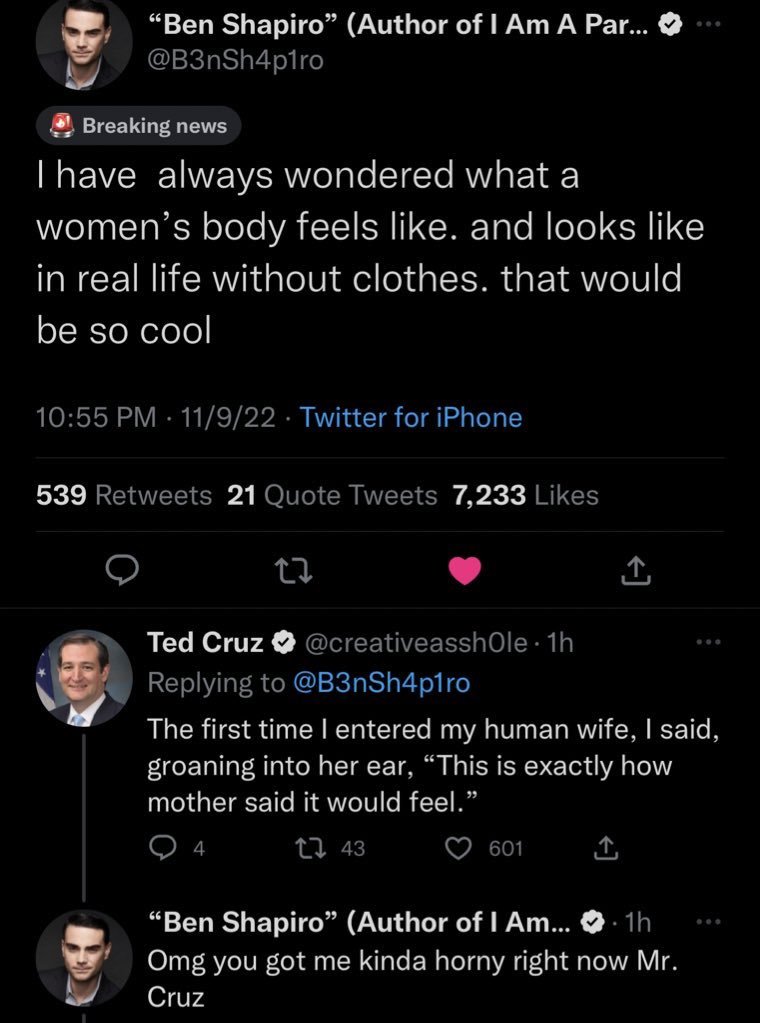 “Ben Shapiro” (Author of I Am A Par...
@B3nSh4p1ro
Breaking news
I have  always wondered what a
women’s body feels like. and looks like
in real life without clothes. that would
be so cool
10:55 PM · 11/9/22 · Twitter for iPhone
539 Retweets 21 Quote Tweets 7,233 Likes
Ted Cruz @creativeassh0le · 1h
Replying to @B3nSh4p1ro
The first time I entered my human wife, I said,
groaning into her ear, “This is exactly how
mother said it would feel.”
4 43 601
“Ben Shapiro” (Author of I Am... · 1h
Omg you got me kinda horny right now Mr.
Cruz